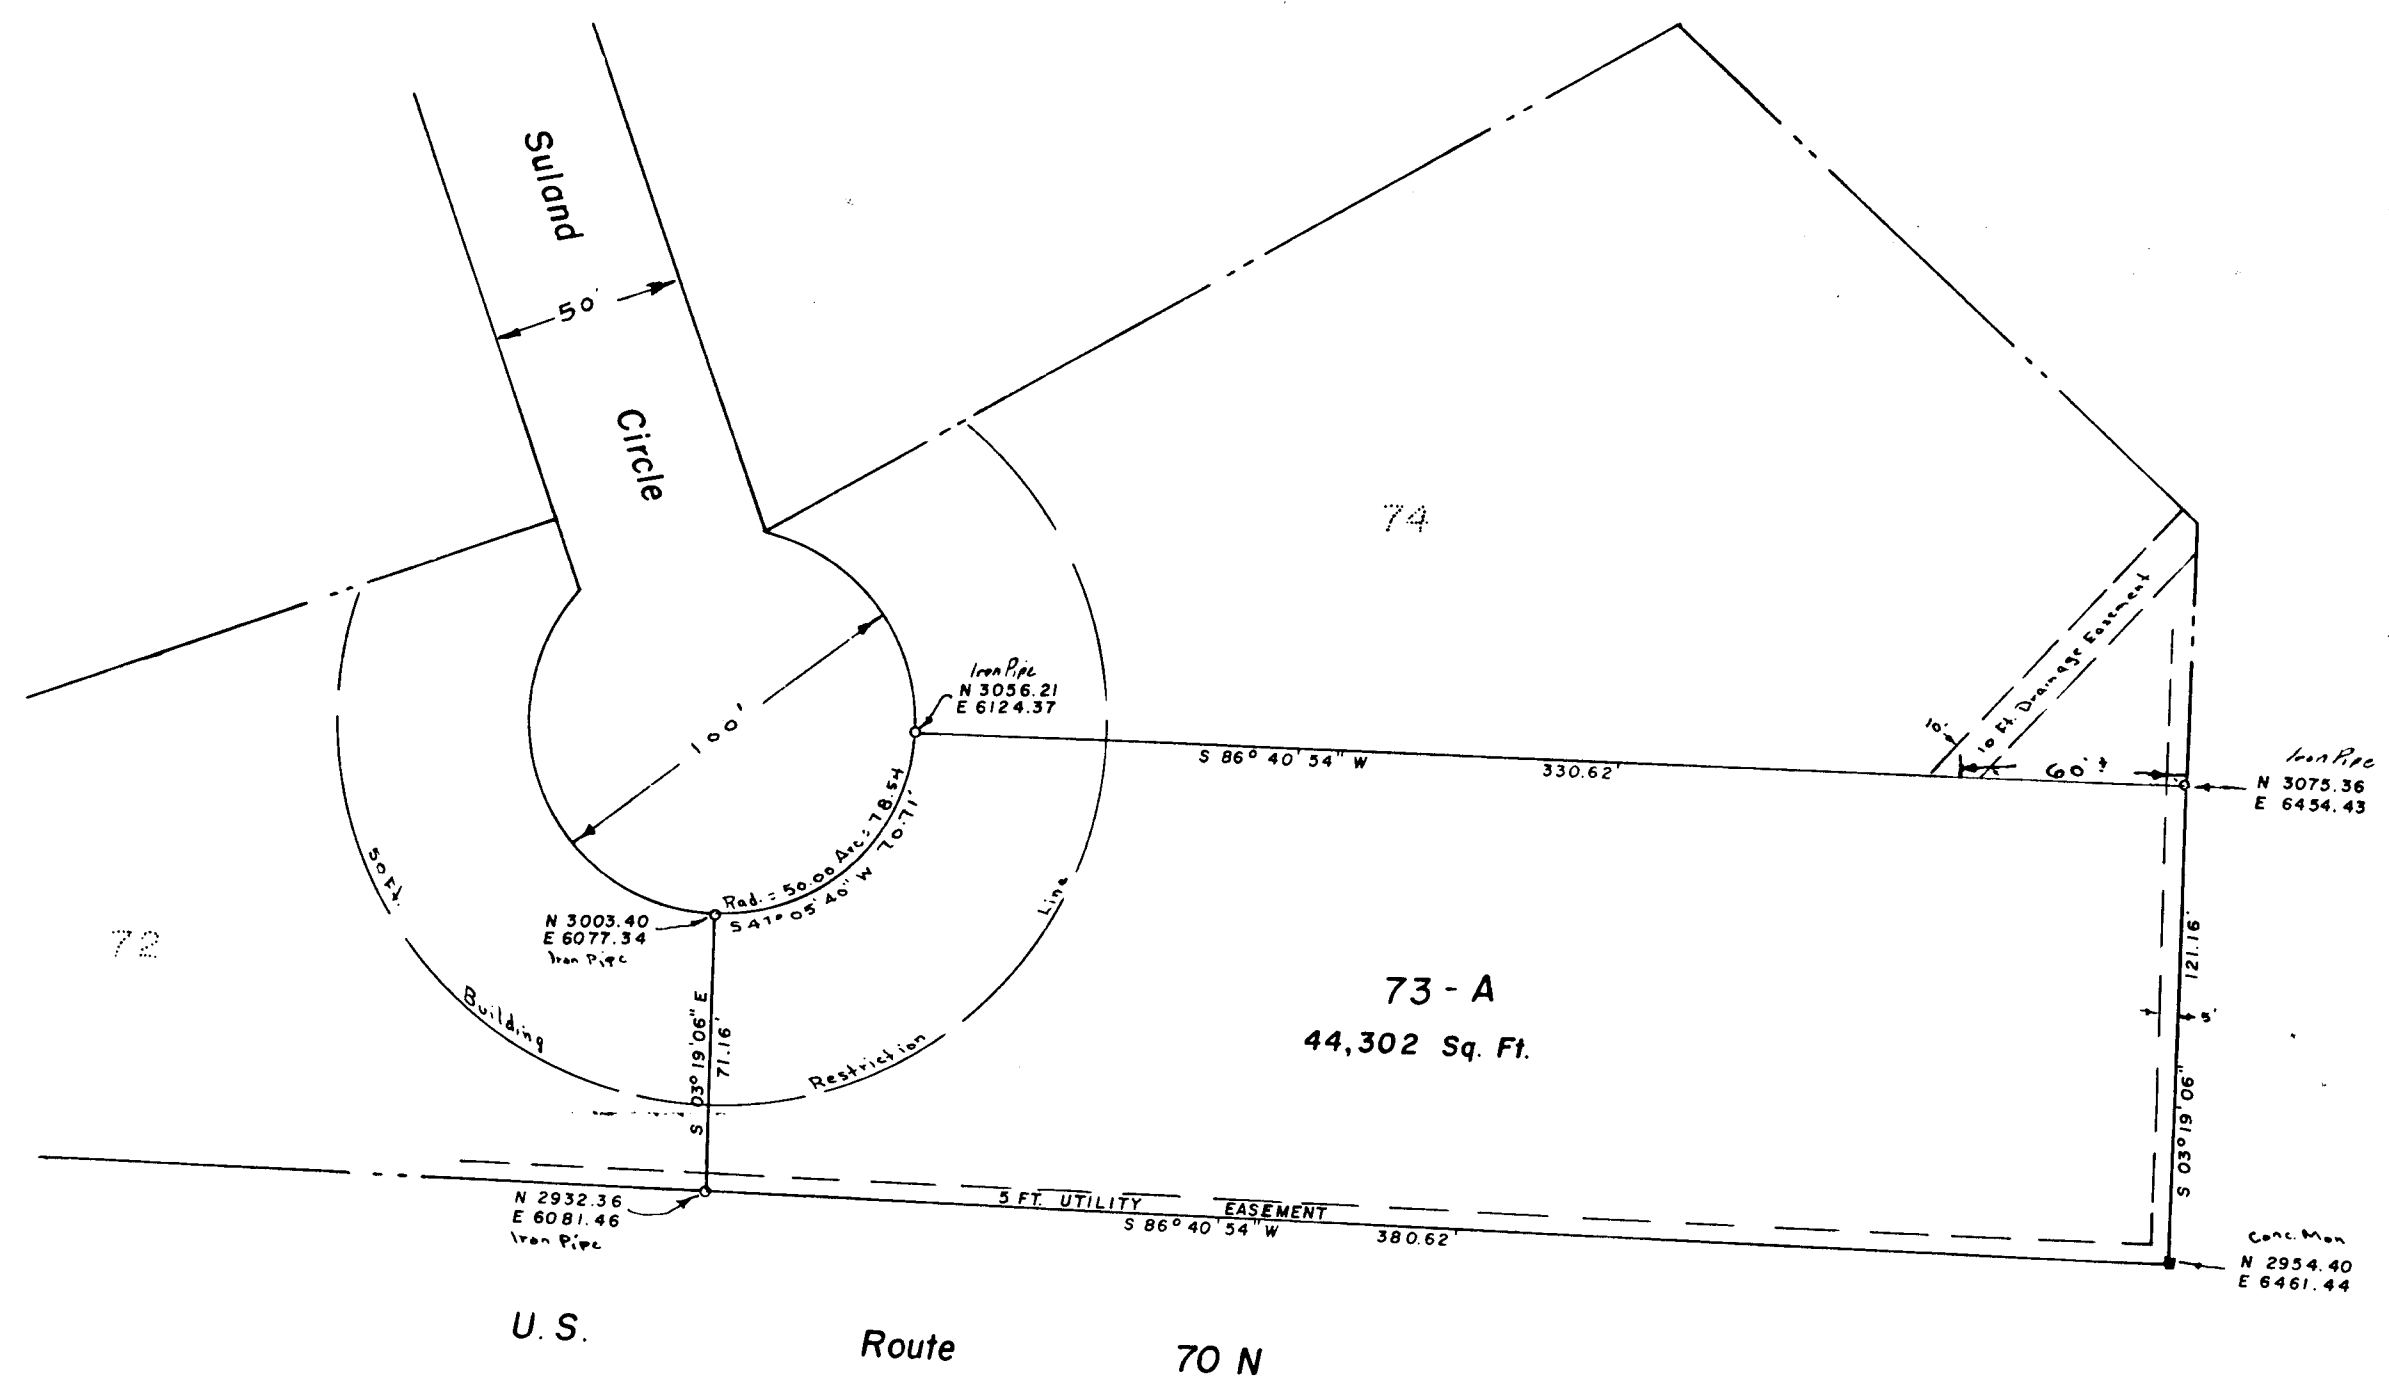 Suland
50'
Circle
74
100'
Iron Pipe
N 3056.21
E 6124.37
S 86° 40' 54" W
330.62'
10'
10 Ft. Drainage Easement
60' ±
Iron Pipe
N 3075.36
E 6454.43
Rad. = 50.00 Arc = 78.54
S 41° 05' 40" W 70.71'
N 3003.40
E 6077.34
Iron Pipe
72
50 Ft.
Building
Restriction
Line
S 03° 19' 06" E
71.16'
73 - A
44,302 Sq. Ft.
121.16'
5'
S 03° 19' 06"
N 2932.36
E 6081.46
Iron Pipe
5 FT. UTILITY EASEMENT
S 86° 40' 54" W
380.62'
Conc. Mon
N 2954.40
E 6461.44
U.S. Route 70 N